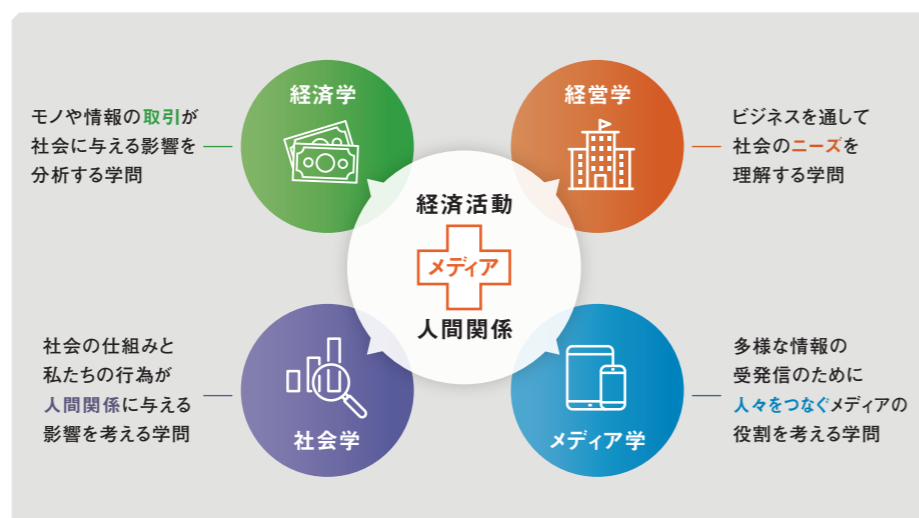 経済学
モノや情報の取引が
社会に与える影響を
分析する学問
経営学
ビジネスを通して
社会のニーズを
理解する学問
経済活動
メディア
人間関係
社会の仕組みと
私たちの行為が
人間関係に与える
影響を考える学問
社会学
メディア学
多様な情報の
受発信のために
人々をつなぐメディアの
役割を考える学問